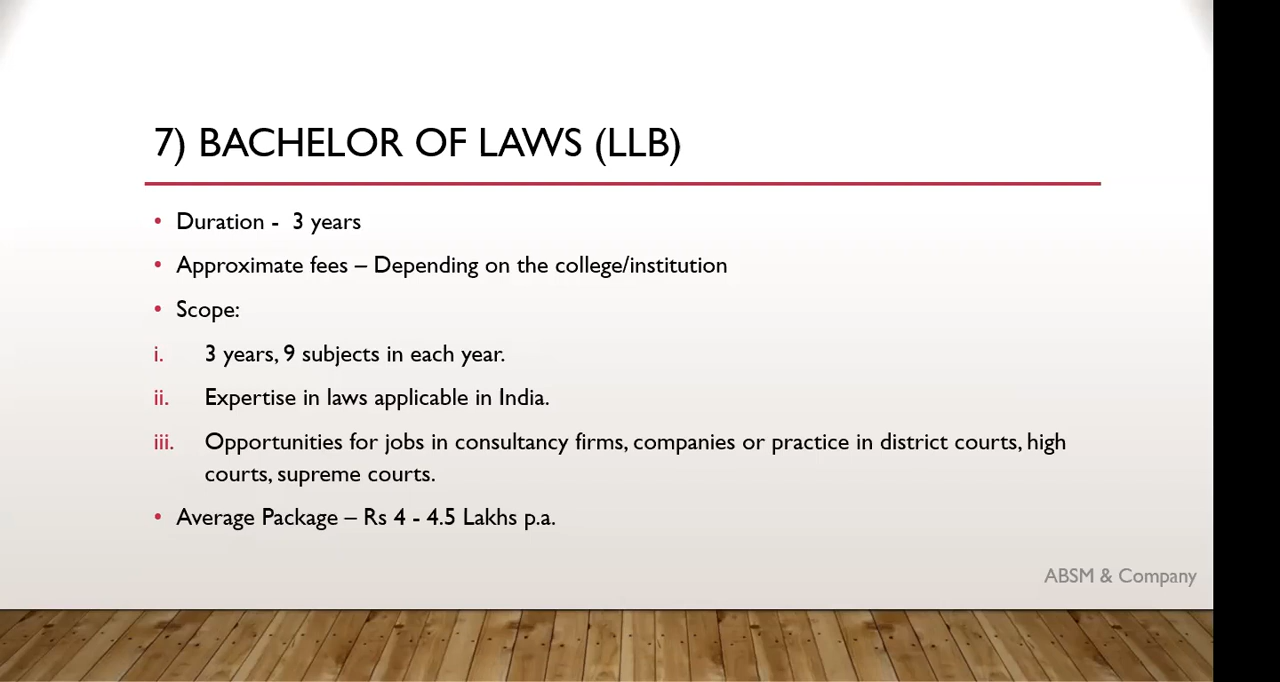 7) BACHELOR OF LAWS (LLB)
• Duration -  3 years
• Approximate fees – Depending on the college/institution
• Scope:
i. 3 years, 9 subjects in each year.
ii. Expertise in laws applicable in India.
iii. Opportunities for jobs in consultancy firms, companies or practice in district courts, high
courts, supreme courts.
• Average Package – Rs 4 - 4.5 Lakhs p.a.
ABSM & Company